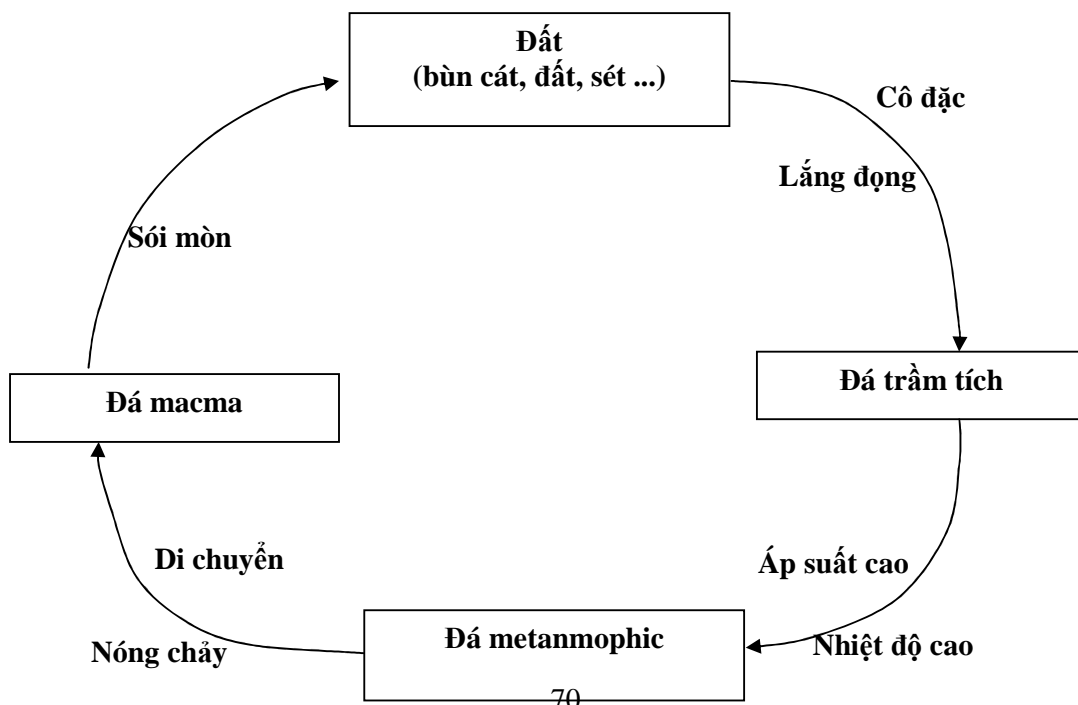 Đất
(bùn cát, đất, sét ...)
Cô đặc
Lắng đọng
Sói mòn
Đá trầm tích
Đá macma
Di chuyển
Áp suất cao
Đá metanmophic
Nóng chảy
Nhiệt độ cao
70